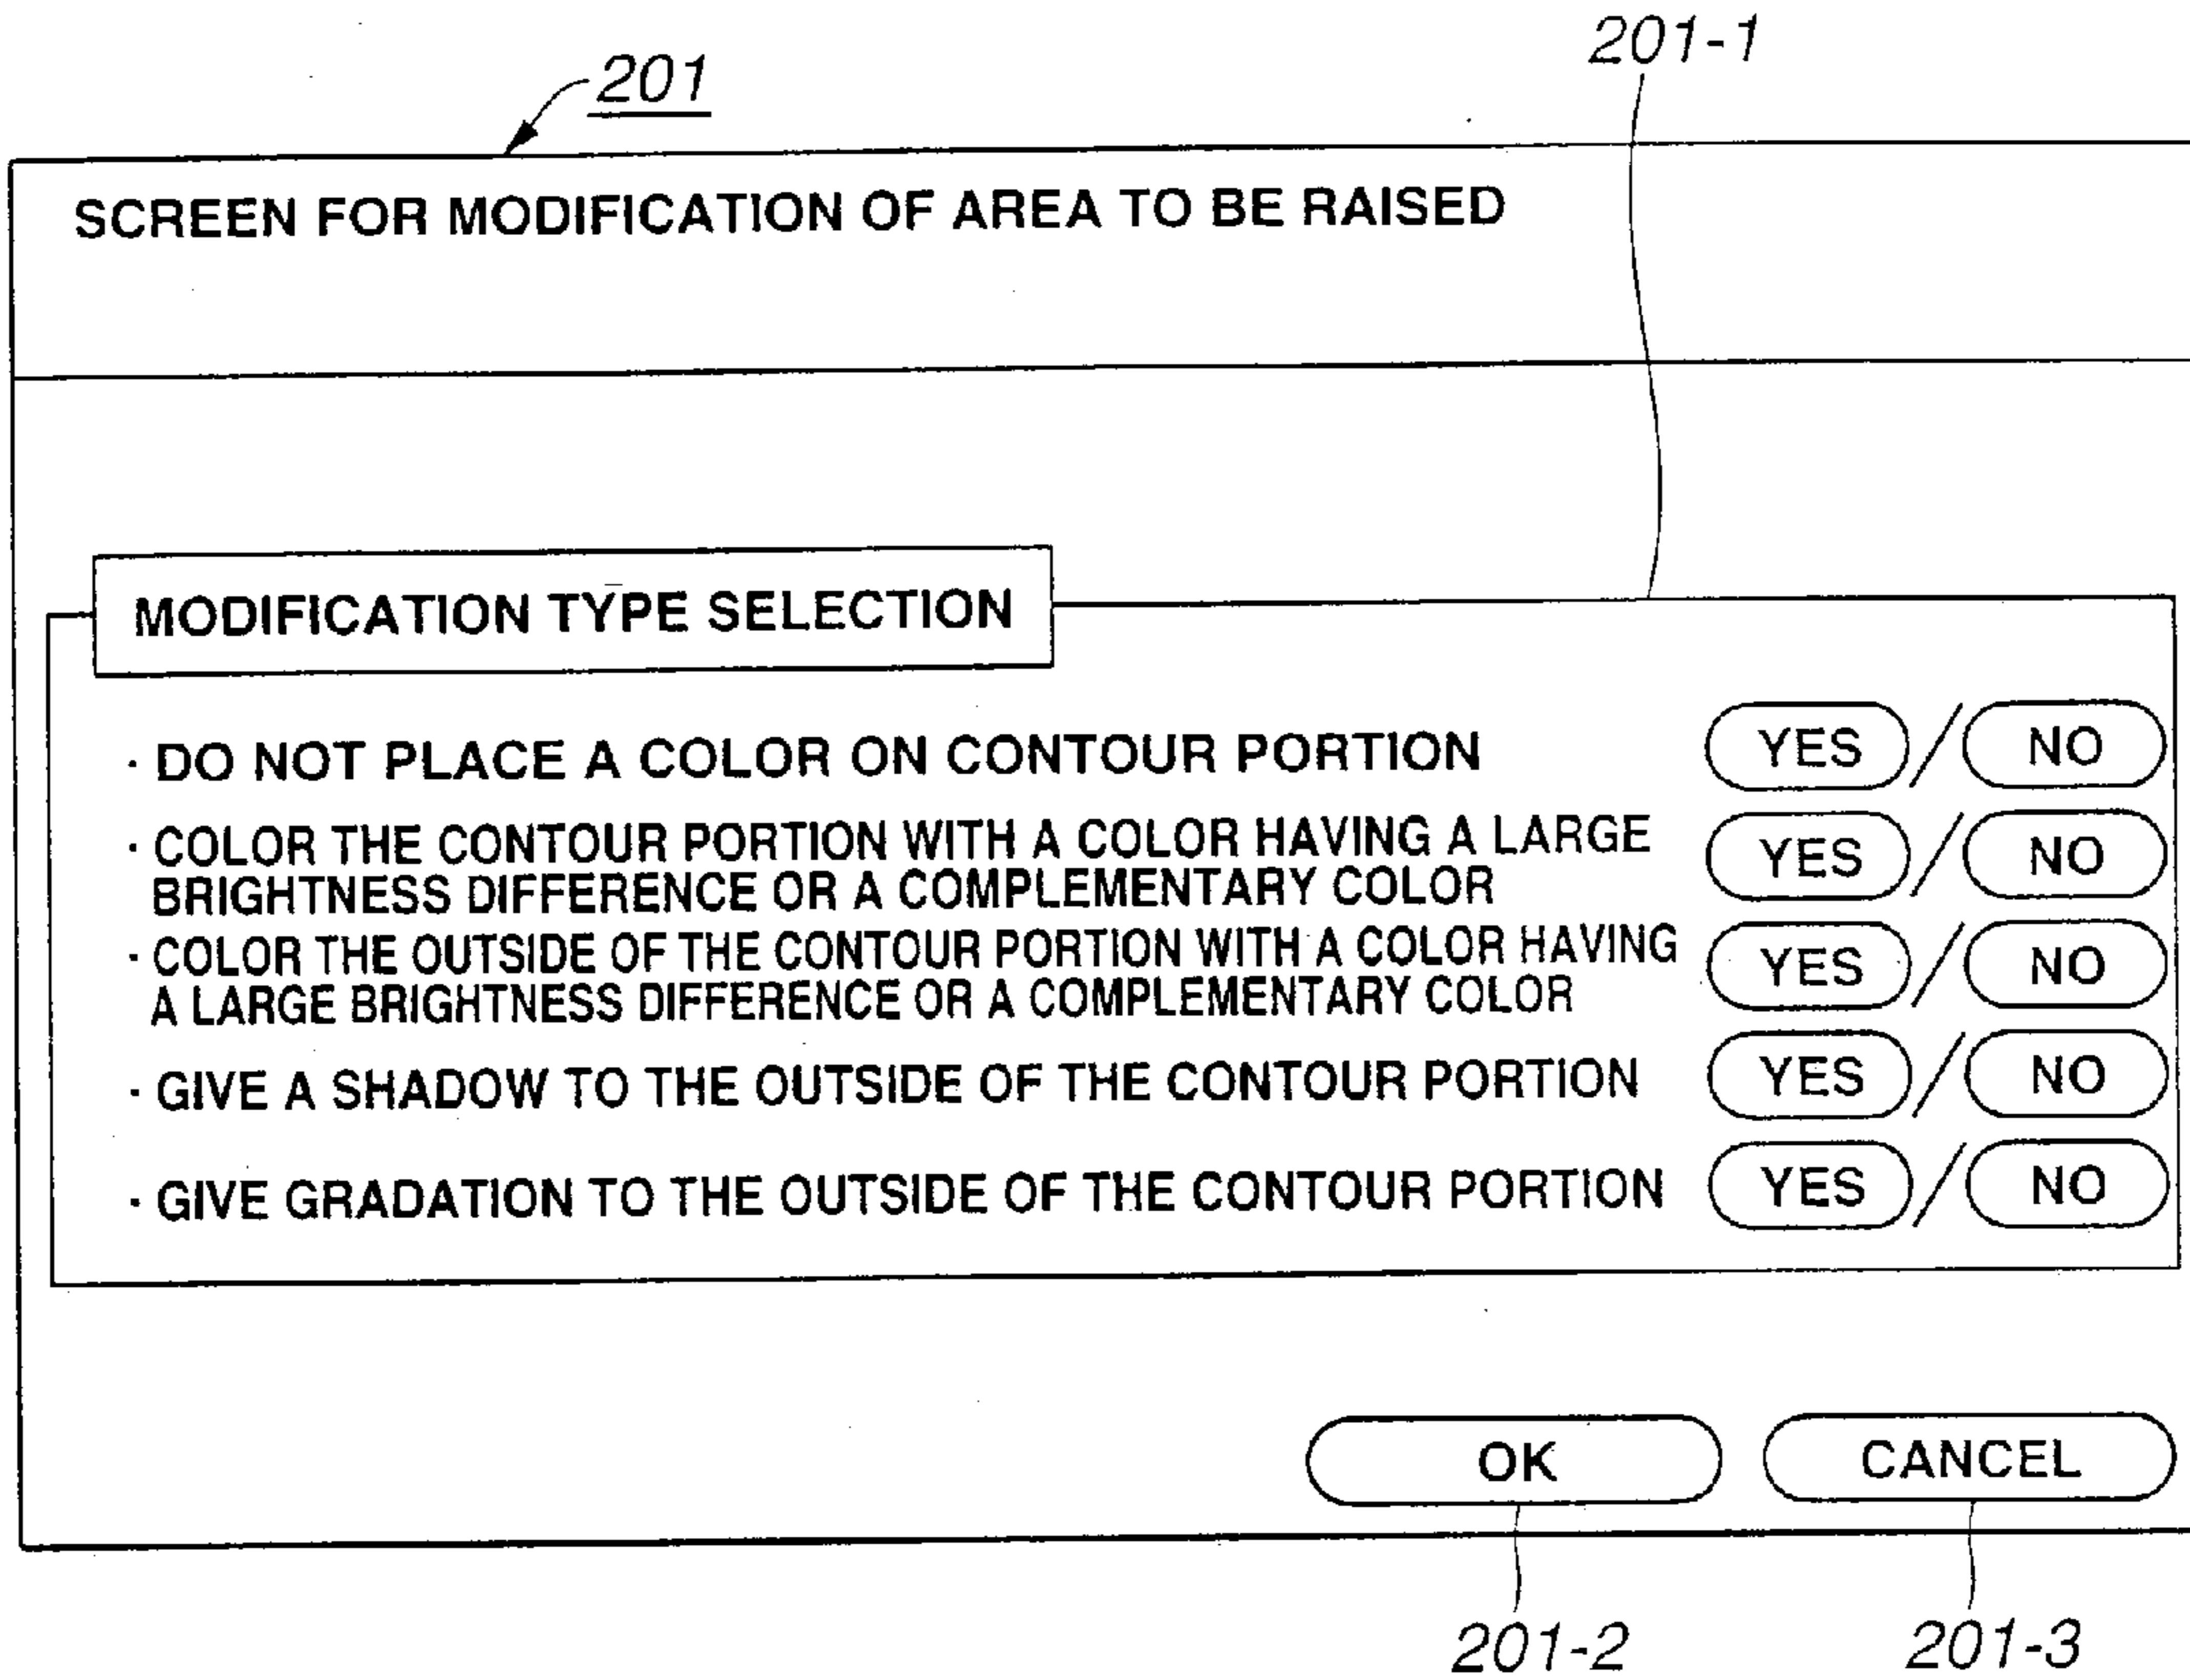 201-1
201
SCREEN FOR MODIFICATION OF AREA TO BE RAISED
MODIFICATION TYPE SELECTION
· DO NOT PLACE A COLOR ON CONTOUR PORTION YES / NO
· COLOR THE CONTOUR PORTION WITH A COLOR HAVING A LARGE
BRIGHTNESS DIFFERENCE OR A COMPLEMENTARY COLOR YES / NO
· COLOR THE OUTSIDE OF THE CONTOUR PORTION WITH A COLOR HAVING
A LARGE BRIGHTNESS DIFFERENCE OR A COMPLEMENTARY COLOR YES / NO
· GIVE A SHADOW TO THE OUTSIDE OF THE CONTOUR PORTION YES / NO
· GIVE GRADATION TO THE OUTSIDE OF THE CONTOUR PORTION YES / NO
OK CANCEL
201-2 201-3